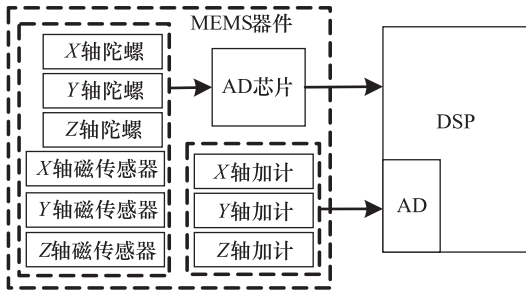 MEMS器件
X轴陀螺
Y轴陀螺
Z轴陀螺
X轴磁传感器
Y轴磁传感器
Z轴磁传感器
AD芯片
X轴加计
Y轴加计
Z轴加计
DSP
AD